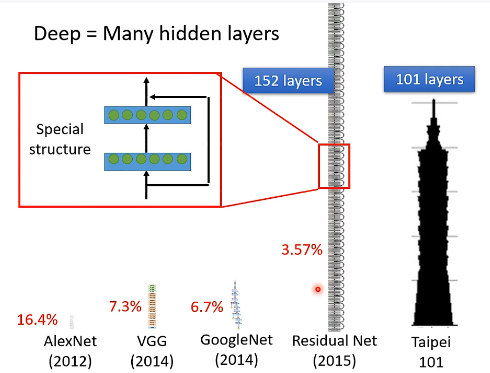 Deep = Many hidden layers
152 layers
101 layers
Special
structure
3.57%
16.4%
7.3%
6.7%
AlexNet
(2012)
VGG
(2014)
GoogleNet
(2014)
Residual Net
(2015)
Taipei
101